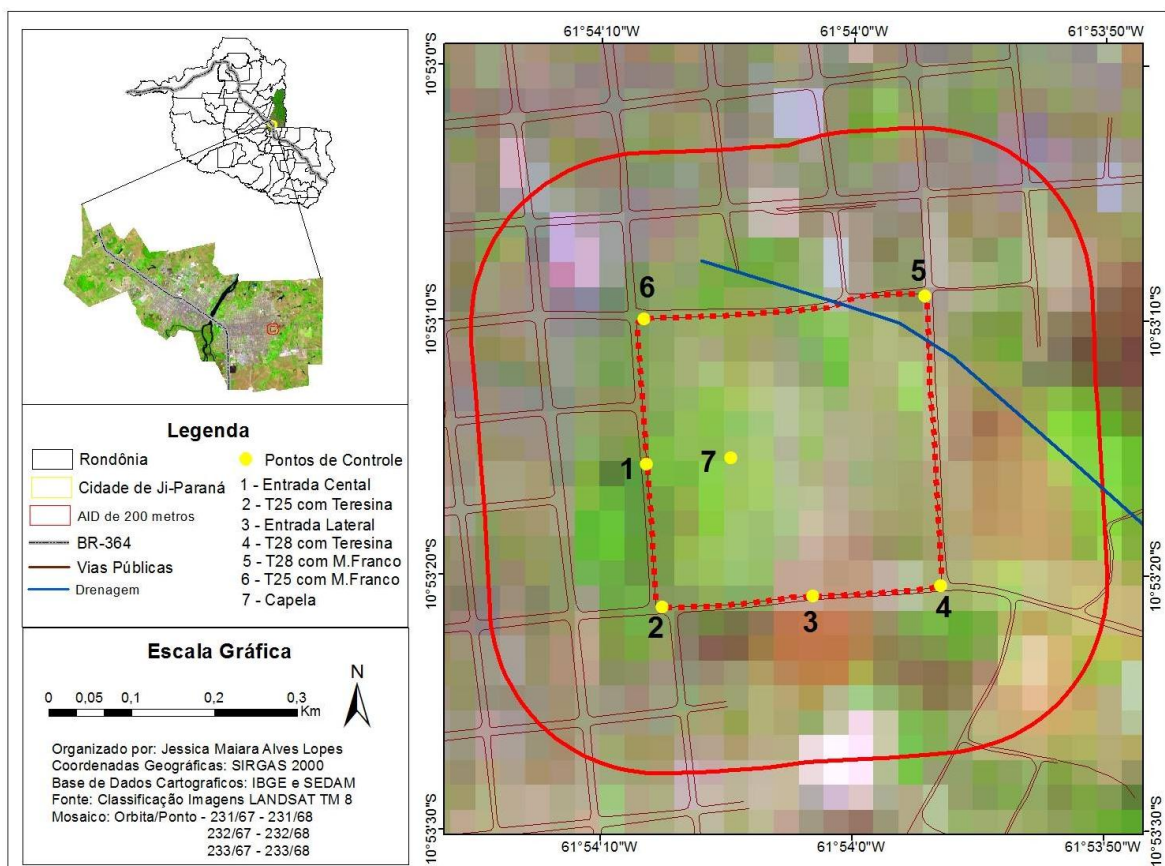 61°54'10"W
61°54'0"W
61°53'50"W
10°53'0"S
10°53'0"S
10°53'10"S
10°53'10"S
10°53'20"S
10°53'20"S
10°53'30"S
10°53'30"S
61°54'10"W
61°54'0"W
61°53'50"W
6
5
1
7
2
3
4
Legenda
Rondônia
Cidade de Ji-Paraná
AID de 200 metros
BR-364
Vias Públicas
Drenagem
Pontos de Controle
1 - Entrada Cental
2 - T25 com Teresina
3 - Entrada Lateral
4 - T28 com Teresina
5 - T28 com M.Franco
6 - T25 com M.Franco
7 - Capela
Escala Gráfica
N
0 0,05 0,1 0,2 0,3
Km
Organizado por: Jessica Maiara Alves Lopes
Coordenadas Geográficas: SIRGAS 2000
Base de Dados Cartograficos: IBGE e SEDAM
Fonte: Classificação Imagens LANDSAT TM 8
Mosaico: Orbita/Ponto - 231/67 - 231/68
232/67 - 232/68
233/67 - 233/68